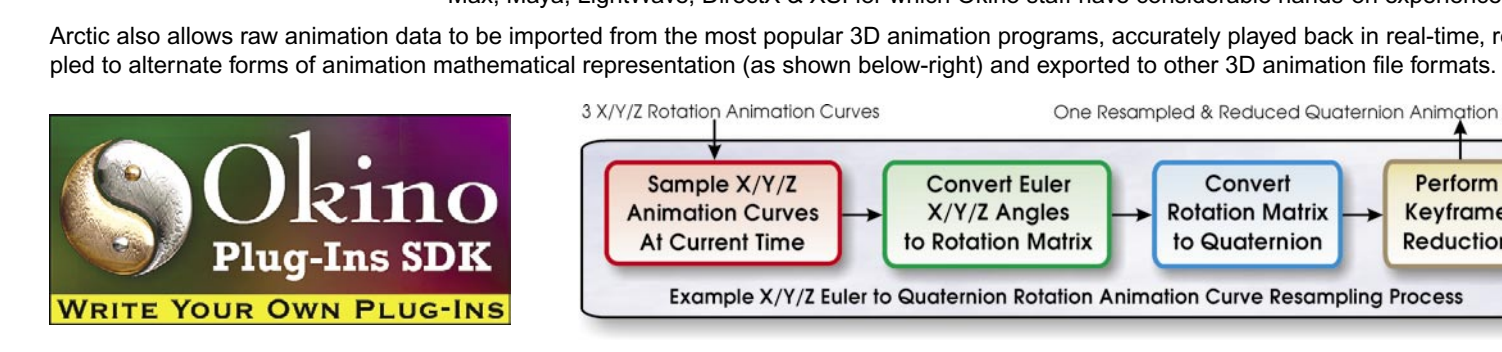 Max, Maya, LightWave, DirectX & XSI for which Okino staff have considerable hands-on experience
Arctic also allows raw animation data to be imported from the most popular 3D animation programs, accurately played back in real-time, re
pled to alternate forms of animation mathematical representation (as shown below-right) and exported to other 3D animation file formats.
Okino
Plug-Ins SDK
WRITE YOUR OWN PLUG-INS
3 X/Y/Z Rotation Animation Curves
One Resampled & Reduced Quaternion Animation
Sample X/Y/Z
Animation Curves
At Current Time
Convert Euler
X/Y/Z Angles
to Rotation Matrix
Convert
Rotation Matrix
to Quaternion
Perform
Keyframe
Reduction
Example X/Y/Z Euler to Quaternion Rotation Animation Curve Resampling Process